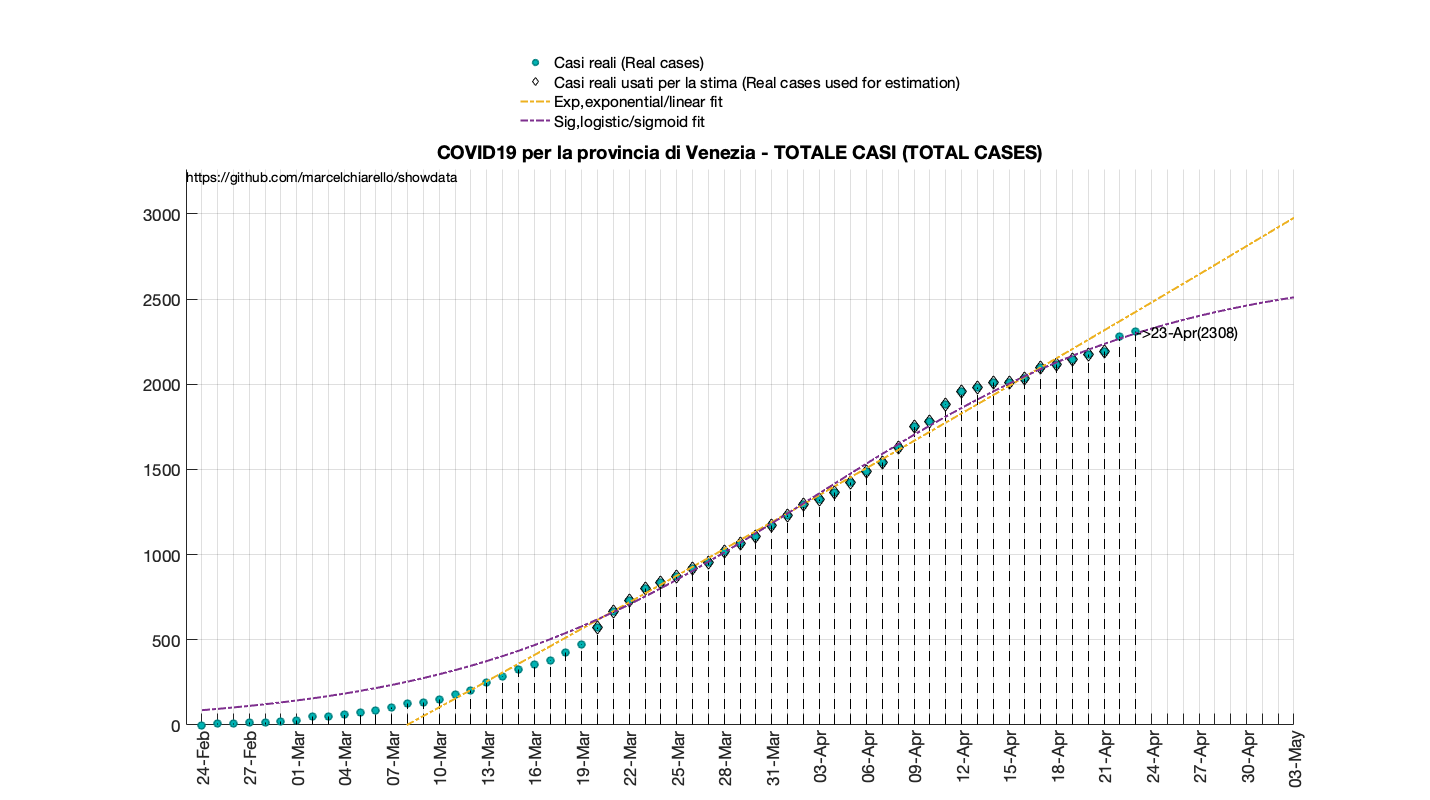 Casi reali (Real cases)
Casi reali usati per la stima (Real cases used for estimation)
Exp,exponential/linear fit
Sig,logistic/sigmoid fit
COVID19 per la provincia di Venezia - TOTALE CASI (TOTAL CASES)
https://github.com/marcelchiarello/showdata
3000
2500
2000
1500
1000
500
0
->23-Apr(2308)
24-Feb
27-Feb
01-Mar
04-Mar
07-Mar
10-Mar
13-Mar
16-Mar
19-Mar
22-Mar
25-Mar
28-Mar
31-Mar
03-Apr
06-Apr
09-Apr
12-Apr
15-Apr
18-Apr
21-Apr
24-Apr
27-Apr
30-Apr
03-May